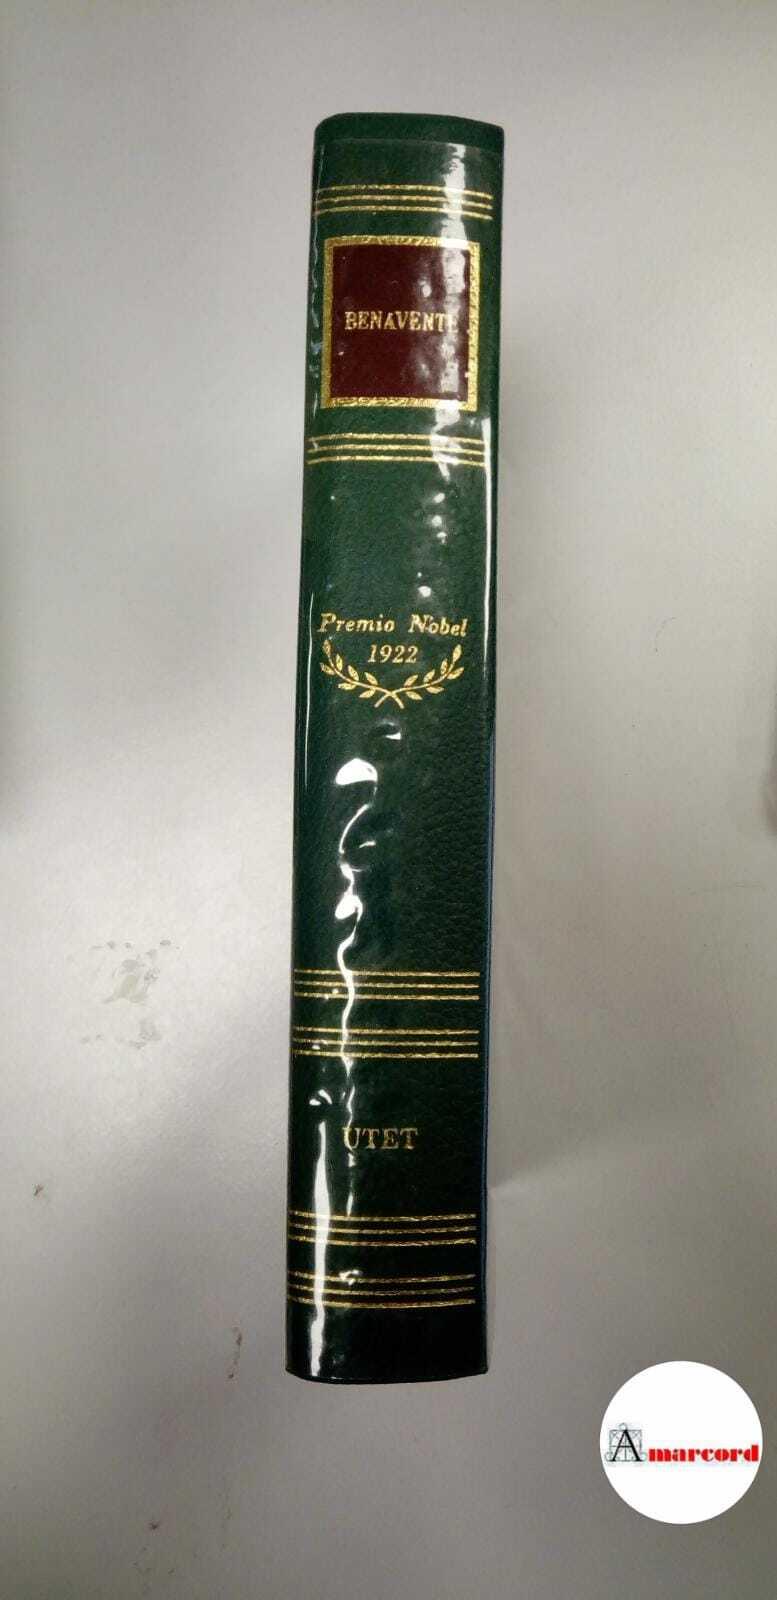 BENAVENTE
Premio Nobel
1922
UTET
Amarcord